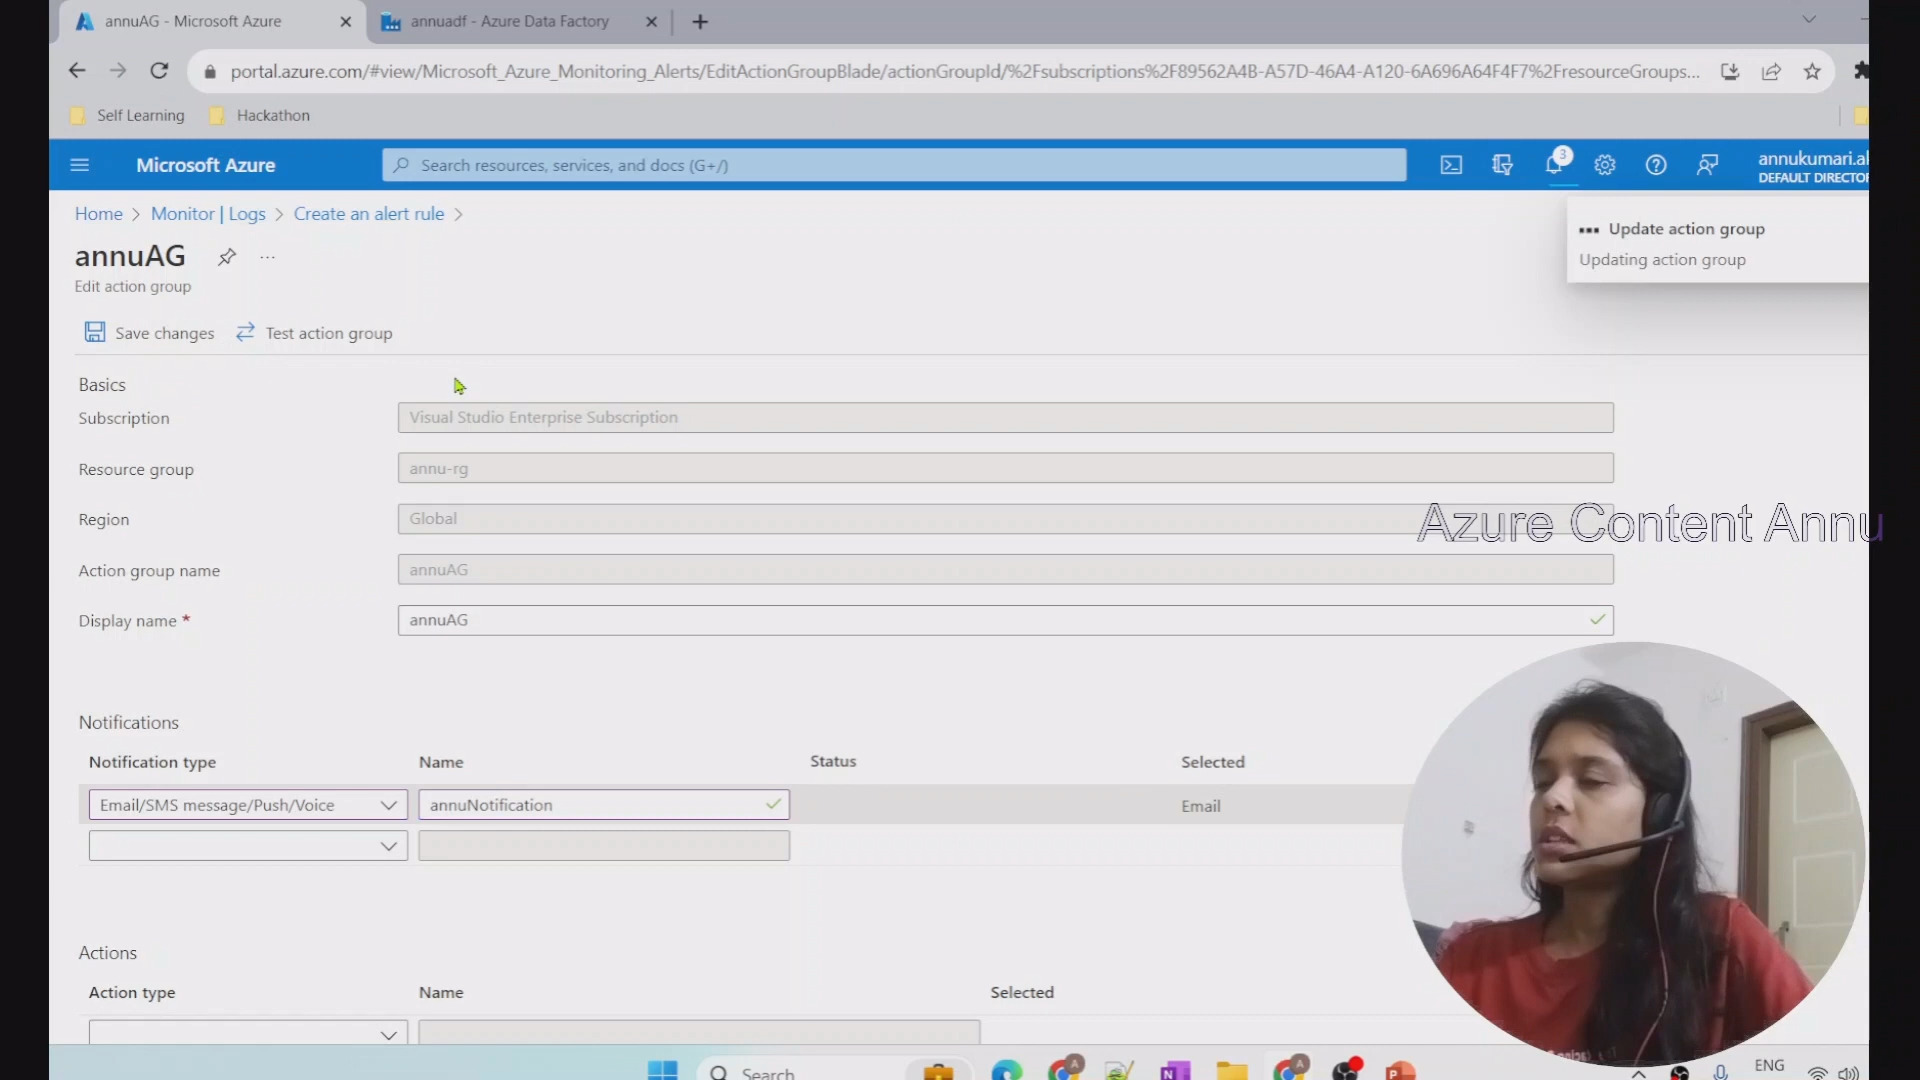 annuAG - Microsoft Azure
annuadf - Azure Data Factory
portal.azure.com/#view/Microsoft_Azure_Monitoring_Alerts/EditActionGroupBlade/actionGroupId/%2Fsubscriptions%2F89562A4B-A57D-46A4-A120-6A696A64F4F7%2FresourceGroups...
Self Learning
Hackathon
Microsoft Azure
Search resources, services, and docs (G+/)
3
annukumari.al
DEFAULT DIRECTOR
Home > Monitor | Logs > Create an alert rule >
annuAG
Edit action group
Update action group
Updating action group
Save changes
Test action group
Basics
Subscription
Visual Studio Enterprise Subscription
Resource group
annu-rg
Region
Global
Azure Content Annu
Action group name
annuAG
Display name *
annuAG
Notifications
Notification type
Name
Status
Selected
Email/SMS message/Push/Voice
annuNotification
Email
Actions
Action type
Name
Selected
Search
ENG